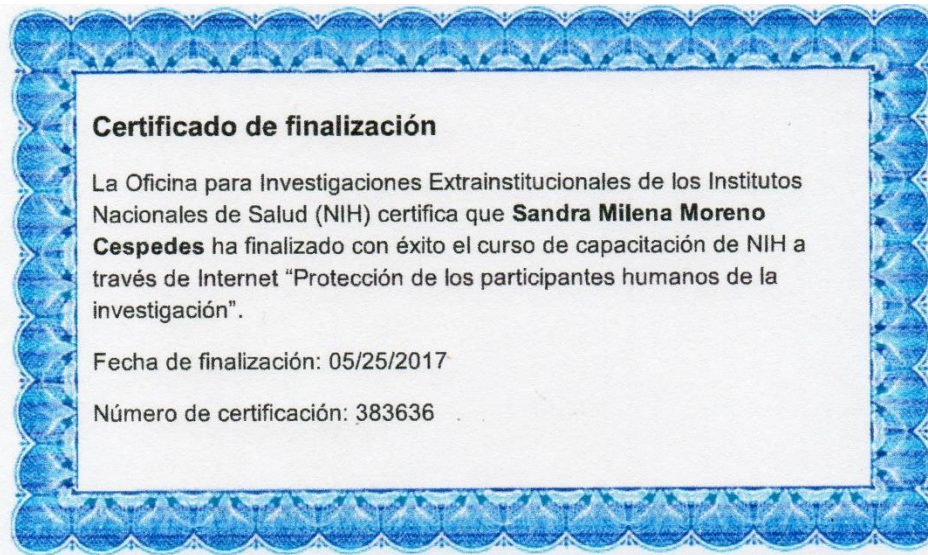 Certificado de finalización
La Oficina para Investigaciones Extrainstitucionales de los Institutos
Nacionales de Salud (NIH) certifica que Sandra Milena Moreno
Cespedes ha finalizado con éxito el curso de capacitación de NIH a
través de Internet “Protección de los participantes humanos de la
investigación”.
Fecha de finalización: 05/25/2017
Número de certificación: 383636